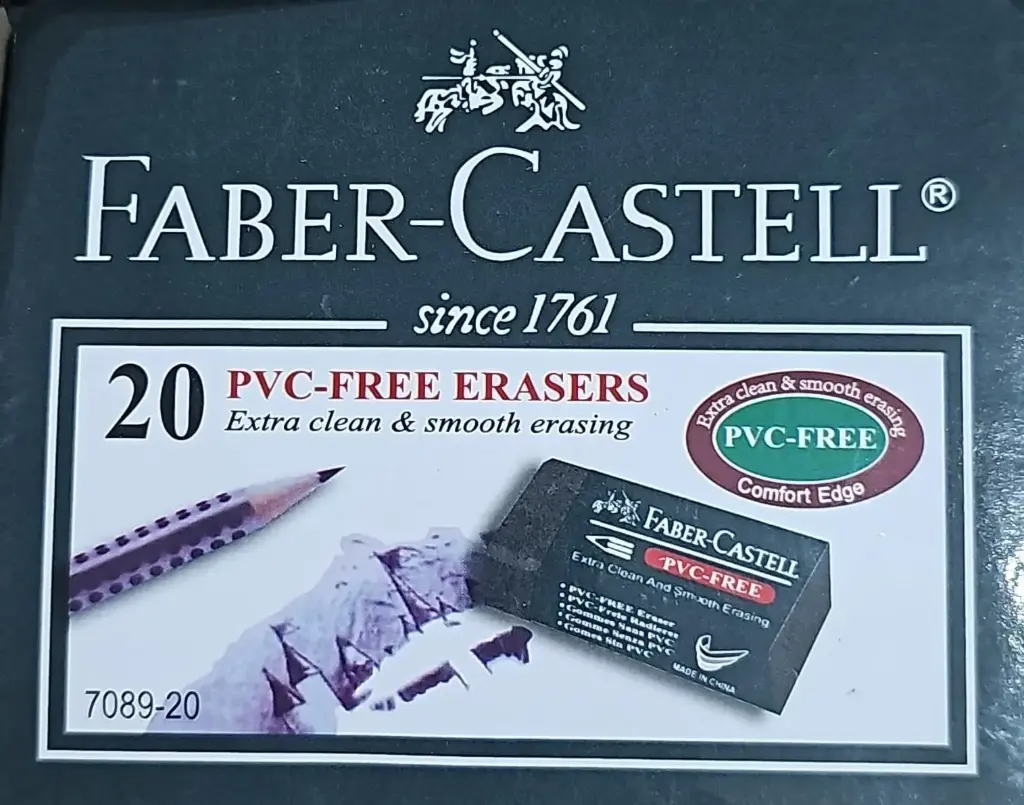 FABER-CASTELL®
since 1761
20 PVC-FREE ERASERS
Extra clean & smooth erasing
Extra clean & smooth erasing
PVC-FREE
Comfort Edge
FABER-CASTELL
PVC-FREE
Extra Clean And Smooth Erasing
• PVC-FREE Eraser
• PVC-Freie Radierer
• Gommes Sans PVC
• Gomme Senza PVC
• Gomes Sin PVC
MADE IN CHINA
7089-20